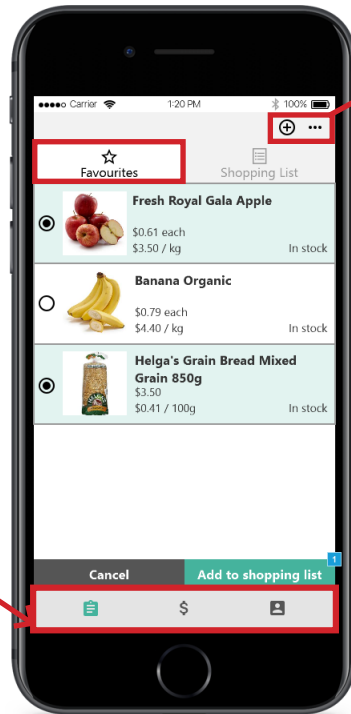 Carrier 1:20 PM 100%
Favourites Shopping List
Fresh Royal Gala Apple
$0.61 each
$3.50 / kg In stock
Banana Organic
$0.79 each
$4.40 / kg In stock
Helga's Grain Bread Mixed
Grain 850g
$3.50
$0.41 / 100g In stock
1
Cancel Add to shopping list
$